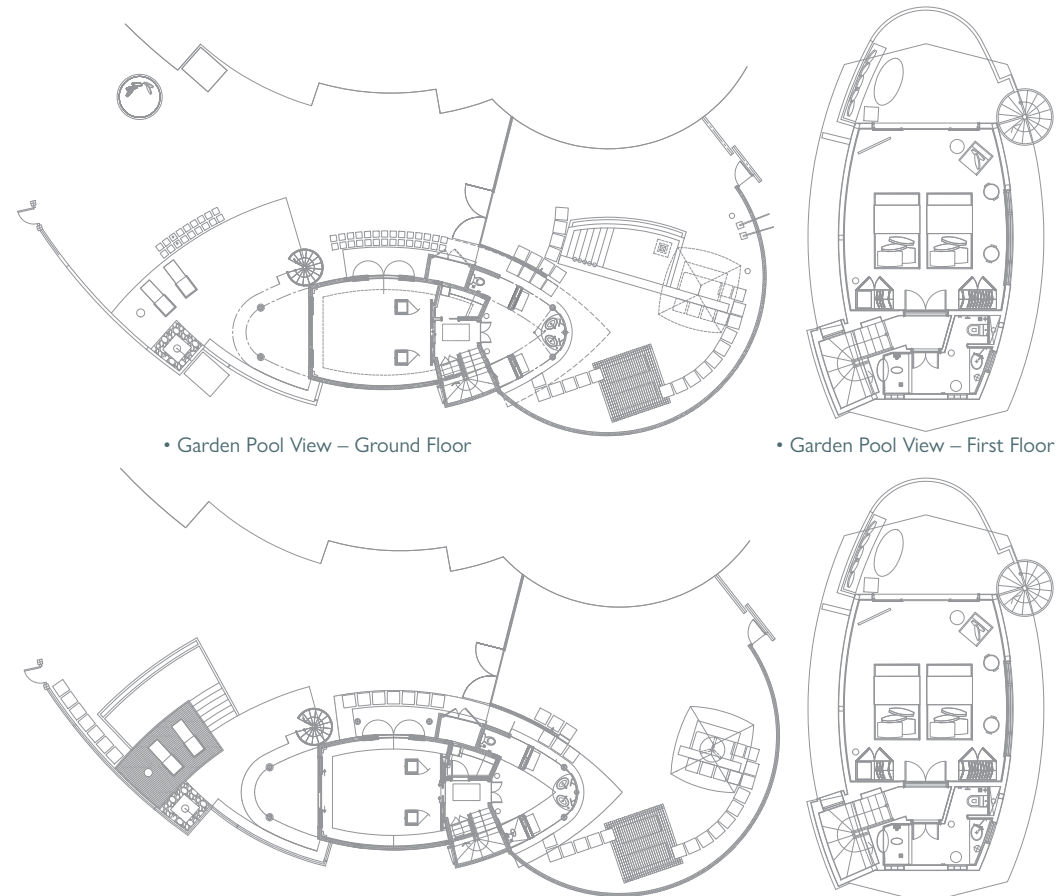 • Garden Pool View – Ground Floor
• Garden Pool View – First Floor